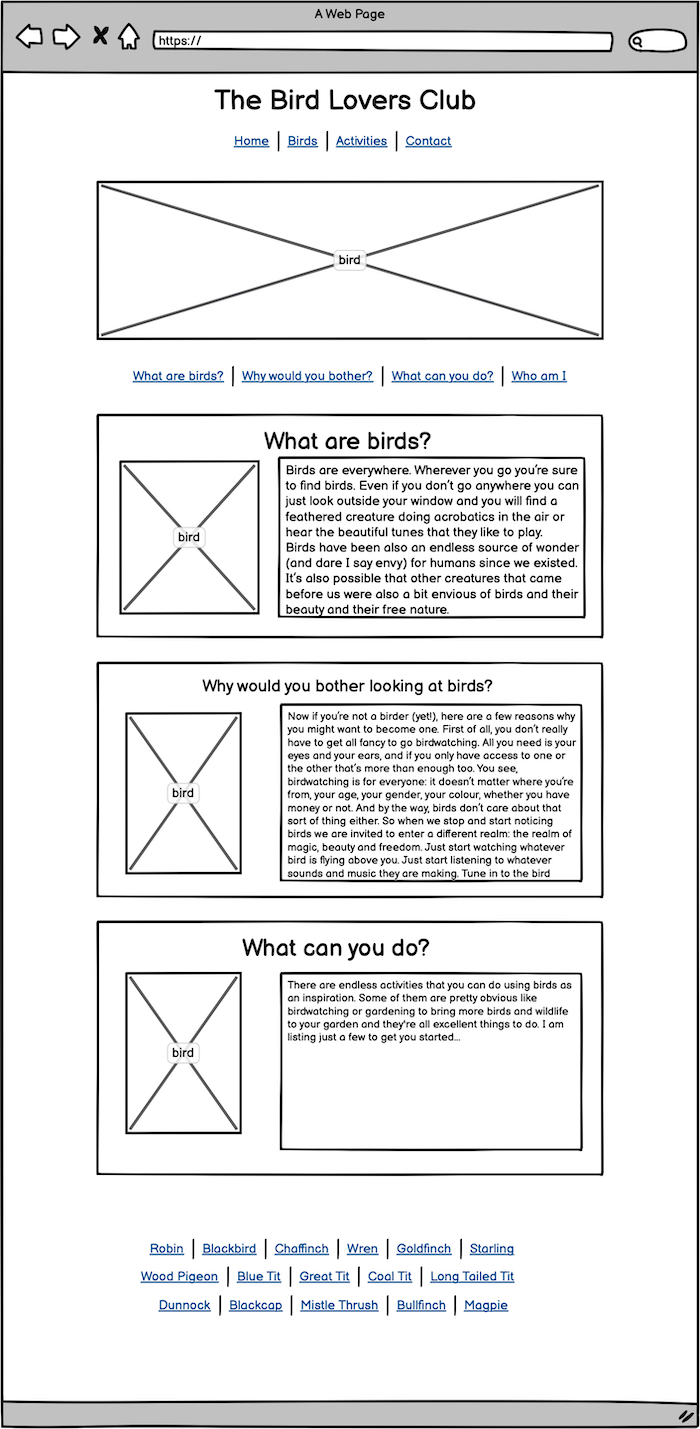 A Web Page
https://
The Bird Lovers Club
Home | Birds | Activities | Contact
bird
What are birds? | Why would you bother? | What can you do? | Who am I
What are birds?
bird
Birds are everywhere. Wherever you go you're sure
to find birds. Even if you don't go anywhere you can
just look outside your window and you will find a
feathered creature doing acrobatics in the air or
hear the beautiful tunes that they like to play.
Birds have been also an endless source of wonder
(and dare I say envy) for humans since we existed.
It's also possible that other creatures that came
before us were also a bit envious of birds and their
beauty and their free nature.
Why would you bother looking at birds?
bird
Now if you're not a birder (yet!), here are a few reasons why
you might want to become one. First of all, you don't really
have to get all fancy to go birdwatching. All you need is your
eyes and your ears, and if you only have access to one or
the other that's more than enough too. You see,
birdwatching is for everyone: it doesn't matter where you're
from, your age, your gender, your colour, whether you have
money or not. And by the way, birds don't care about that
sort of thing either. So when we stop and start noticing
birds we are invited to enter a different realm: the realm of
magic, beauty and freedom. Just start watching whatever
bird is flying above you. Just start listening to whatever
sounds and music they are making. Tune in to the bird
What can you do?
bird
There are endless activities that you can do using birds as
an inspiration. Some of them are pretty obvious like
birdwatching or gardening to bring more birds and wildlife
to your garden and they're all excellent things to do. I am
listing just a few to get you started...
Robin | Blackbird | Chaffinch | Wren | Goldfinch | Starling
Wood Pigeon | Blue Tit | Great Tit | Coal Tit | Long Tailed Tit
Dunnock | Blackcap | Mistle Thrush | Bullfinch | Magpie